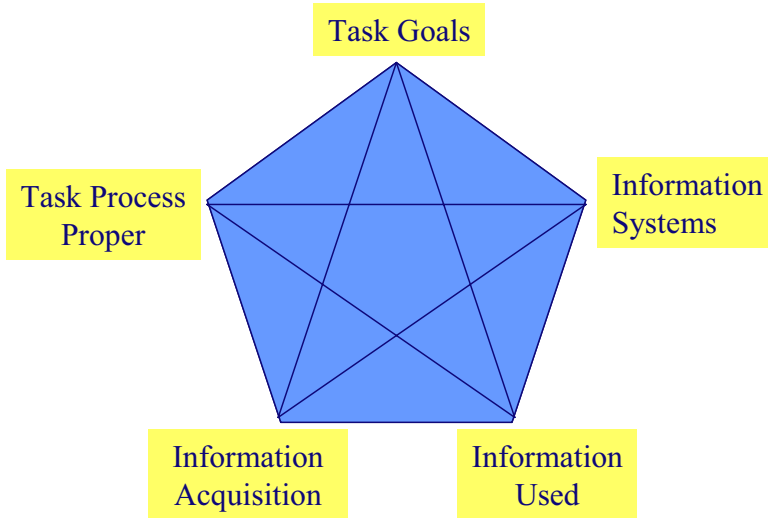 Task Goals
Task Process
Proper
Information
Systems
Information
Acquisition
Information
Used